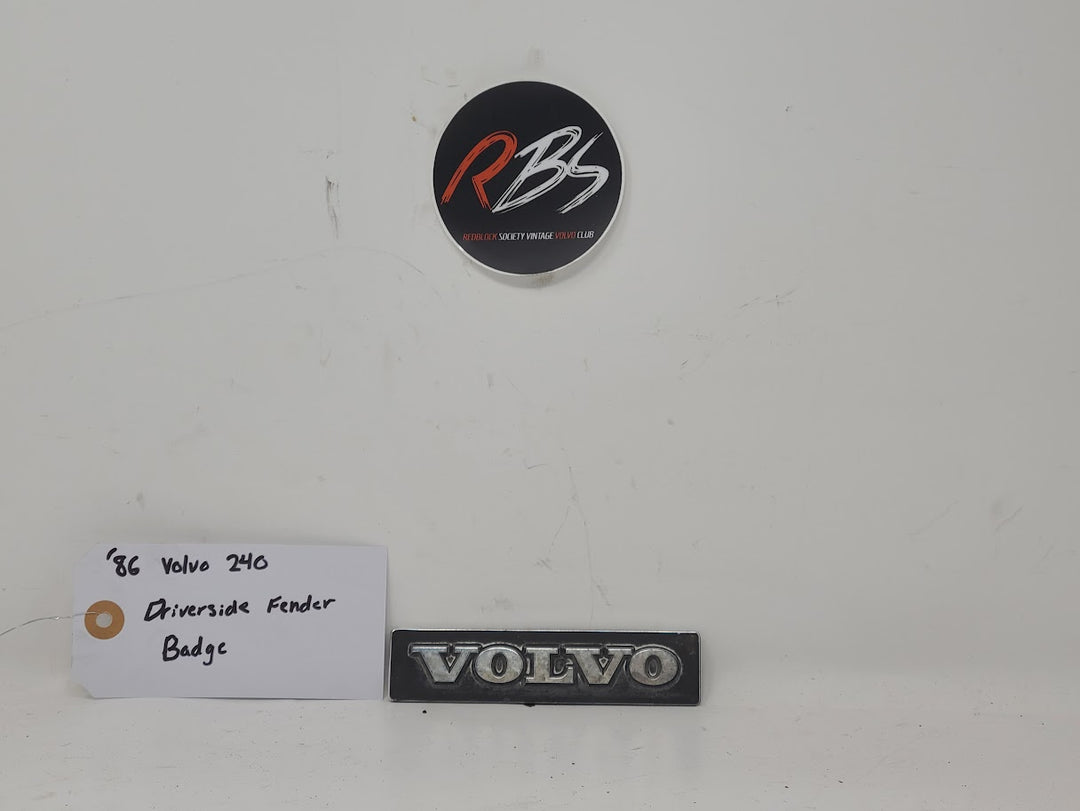 RBS
REDBLOCK SOCIETY VINTAGE VOLVO CLUB
'86 Volvo 240
Driverside Fender
Badge
VOLVO